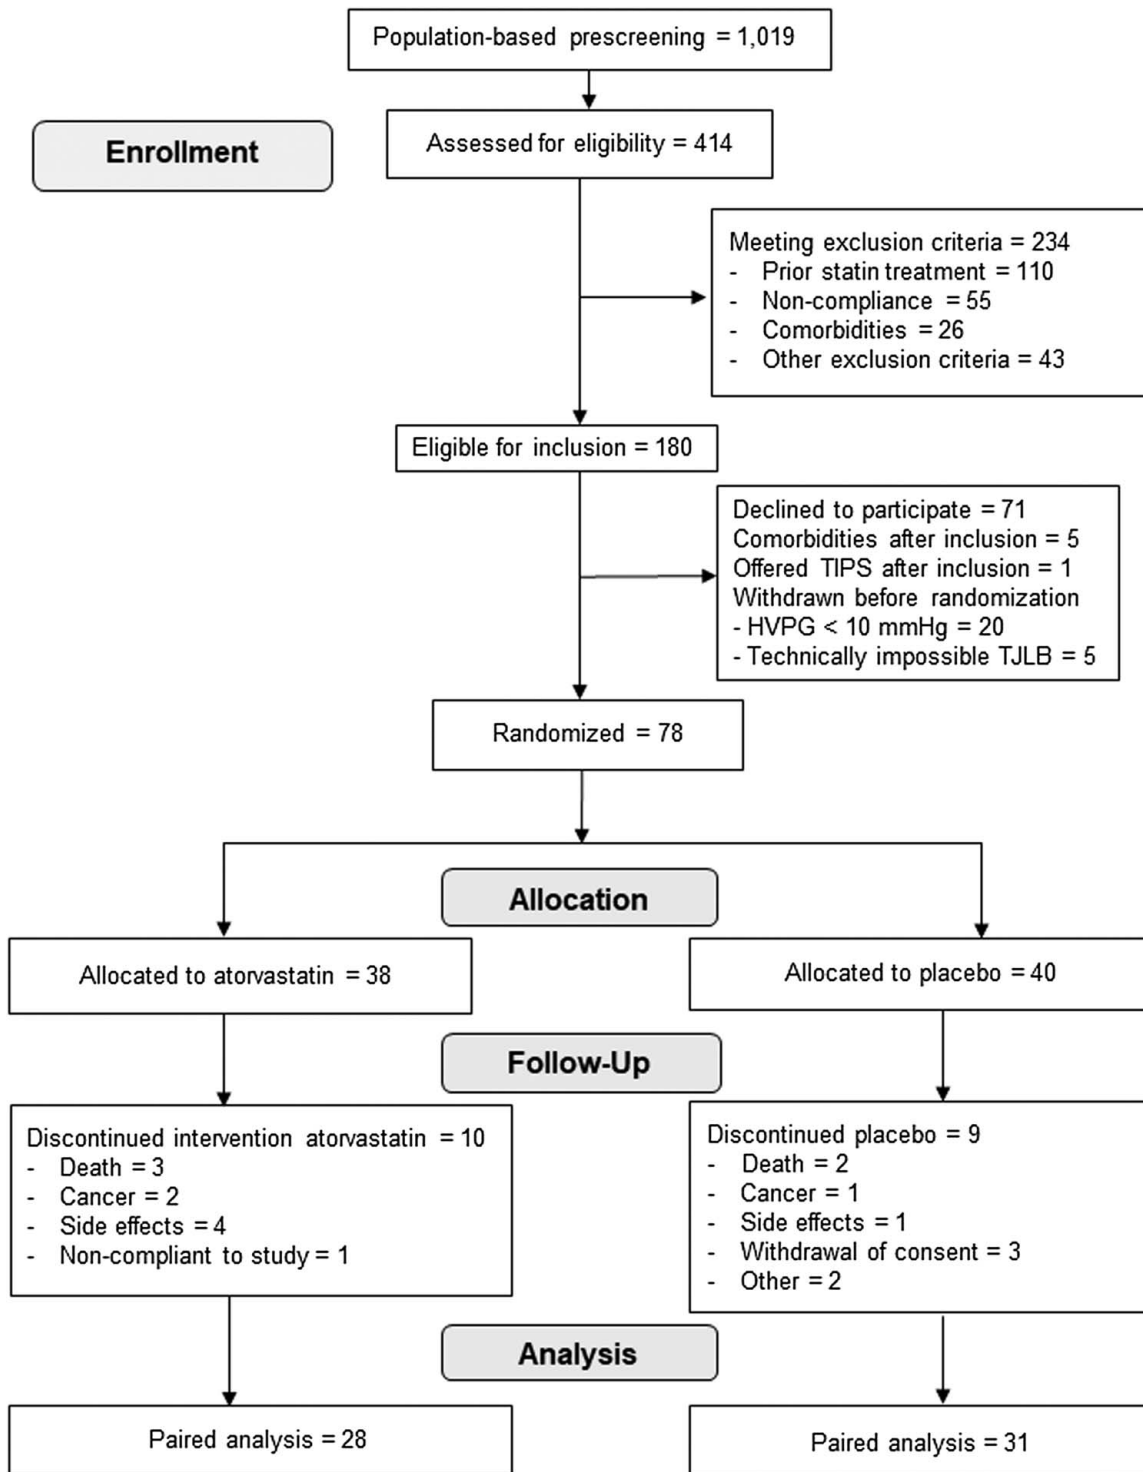 Population-based prescreening = 1,019
Assessed for eligibility = 414
Enrollment
Meeting exclusion criteria = 234
- Prior statin treatment = 110
- Non-compliance = 55
- Comorbidities = 26
- Other exclusion criteria = 43
Eligible for inclusion = 180
Declined to participate = 71
Comorbidities after inclusion = 5
Offered TIPS after inclusion = 1
Withdrawn before randomization
- HVPG < 10 mmHg = 20
- Technically impossible TJLB = 5
Randomized = 78
Allocation
Allocated to atorvastatin = 38
Allocated to placebo = 40
Follow-Up
Discontinued intervention atorvastatin = 10
- Death = 3
- Cancer = 2
- Side effects = 4
- Non-compliant to study = 1
Discontinued placebo = 9
- Death = 2
- Cancer = 1
- Side effects = 1
- Withdrawal of consent = 3
- Other = 2
Analysis
Paired analysis = 28
Paired analysis = 31